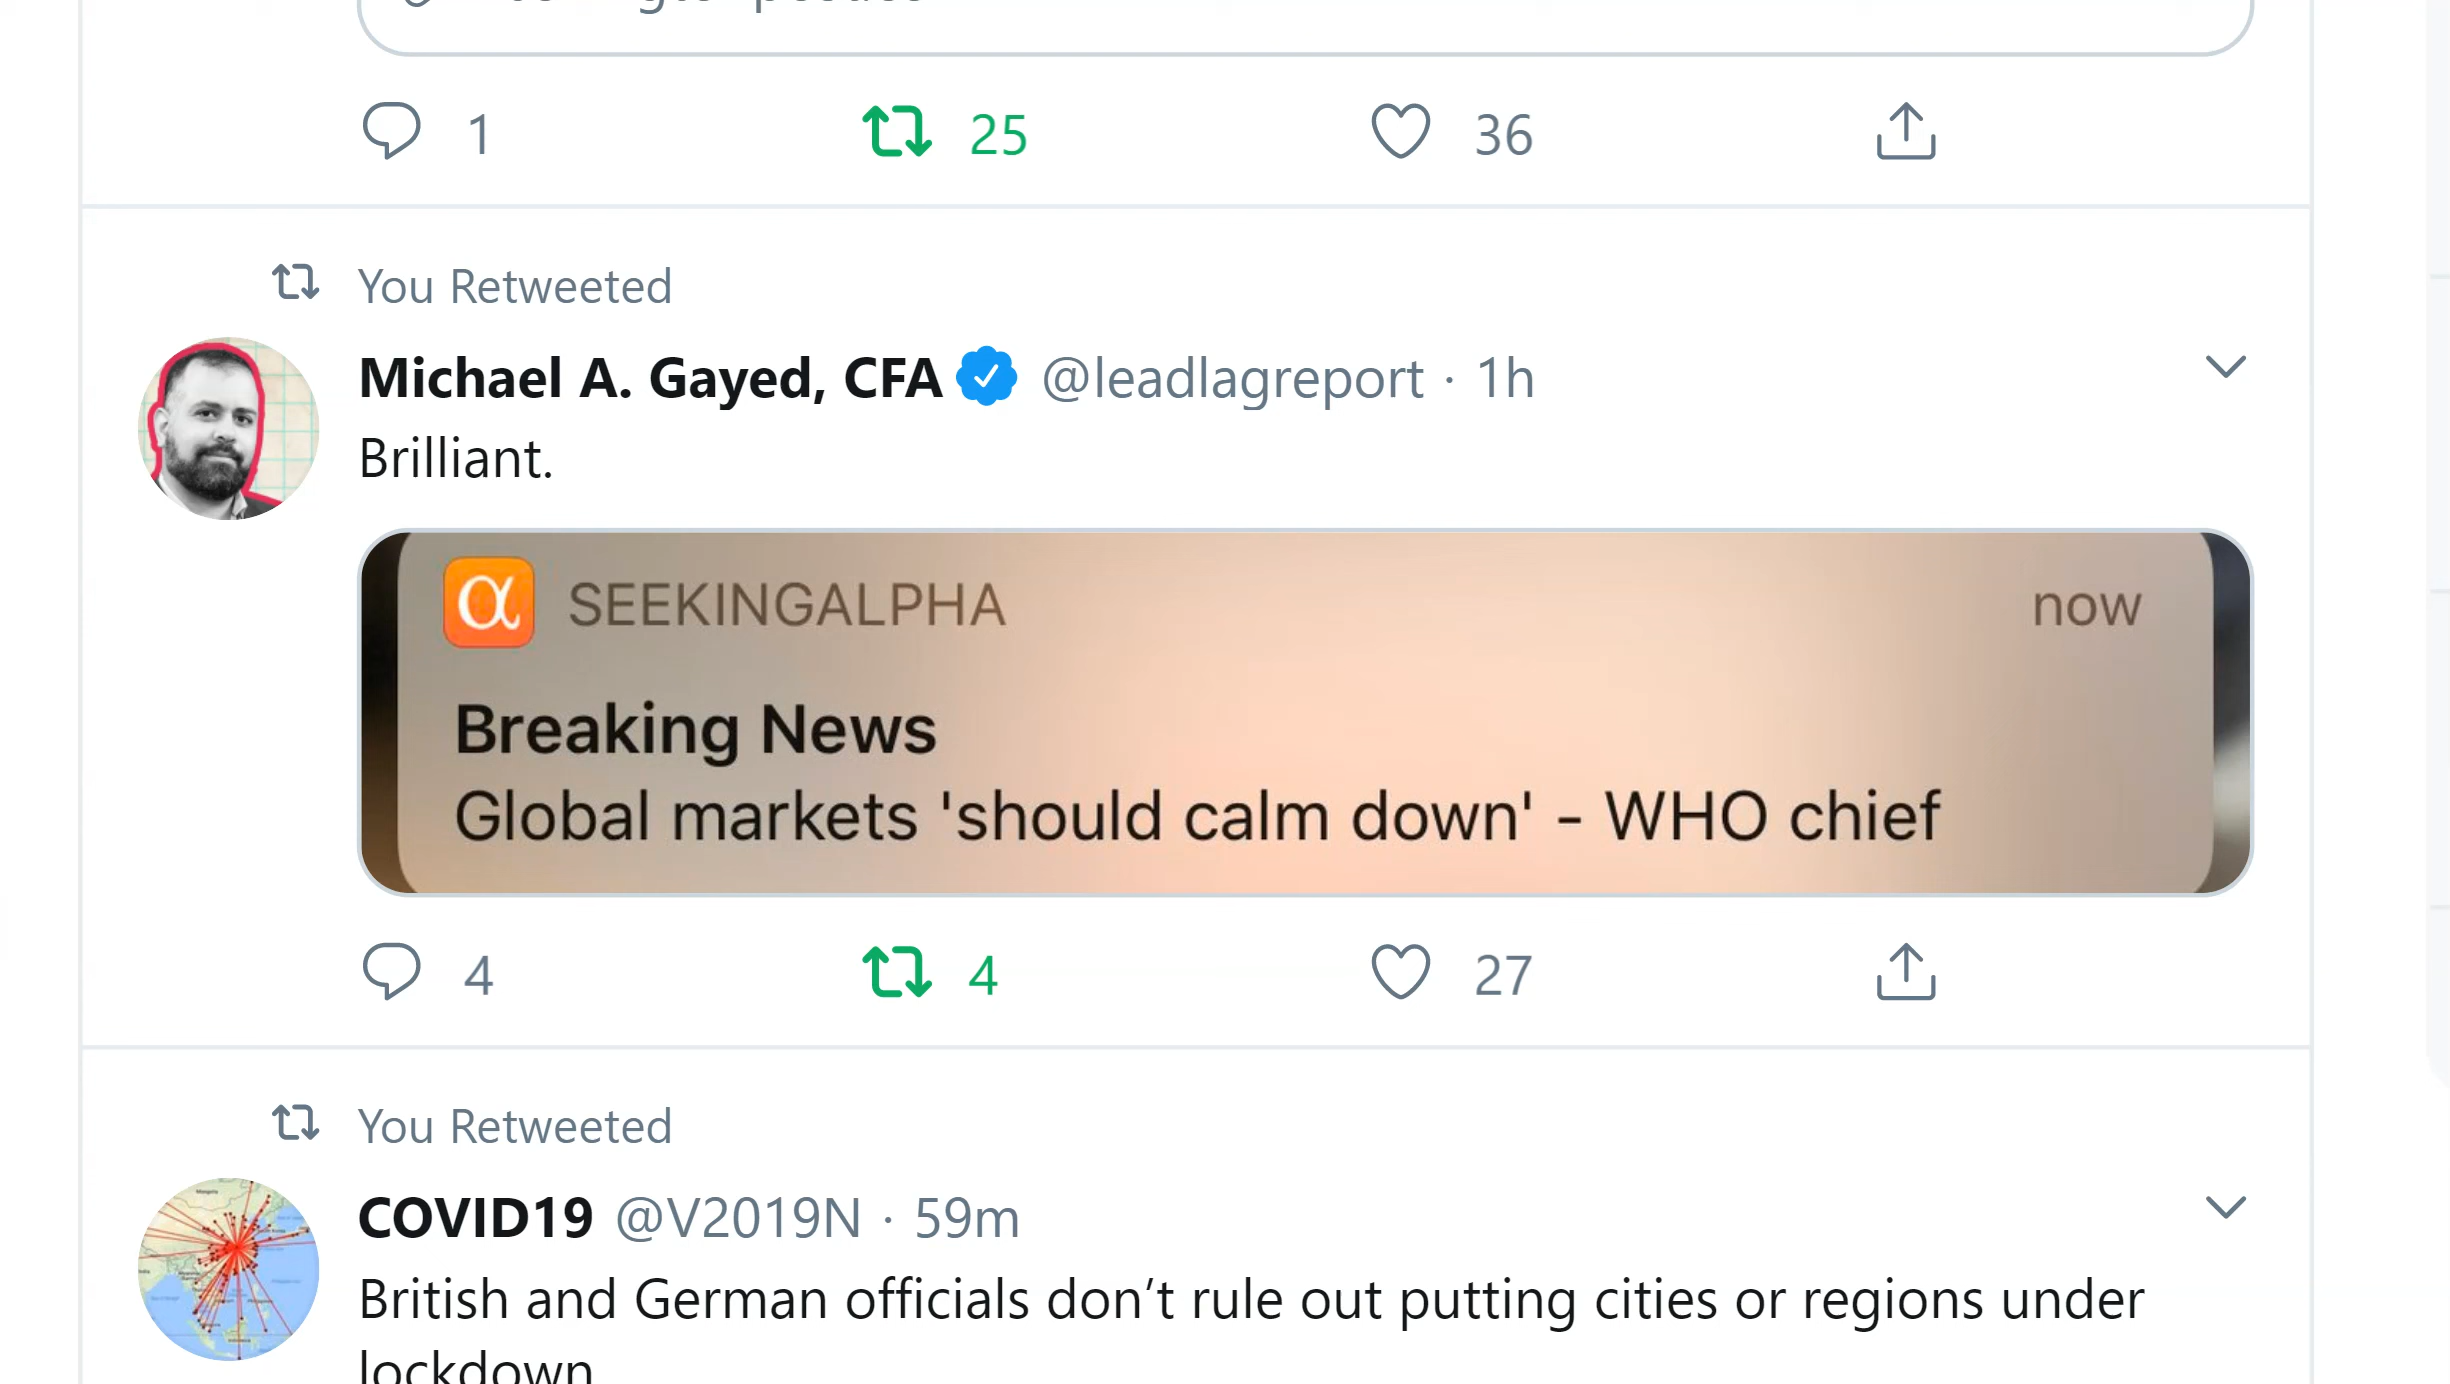 1 25 36
You Retweeted
Michael A. Gayed, CFA @leadlagreport · 1h
Brilliant.
α SEEKINGALPHA now
Breaking News
Global markets 'should calm down' - WHO chief
4 4 27
You Retweeted
COVID19 @V2019N · 59m
British and German officials don’t rule out putting cities or regions under
lockdown